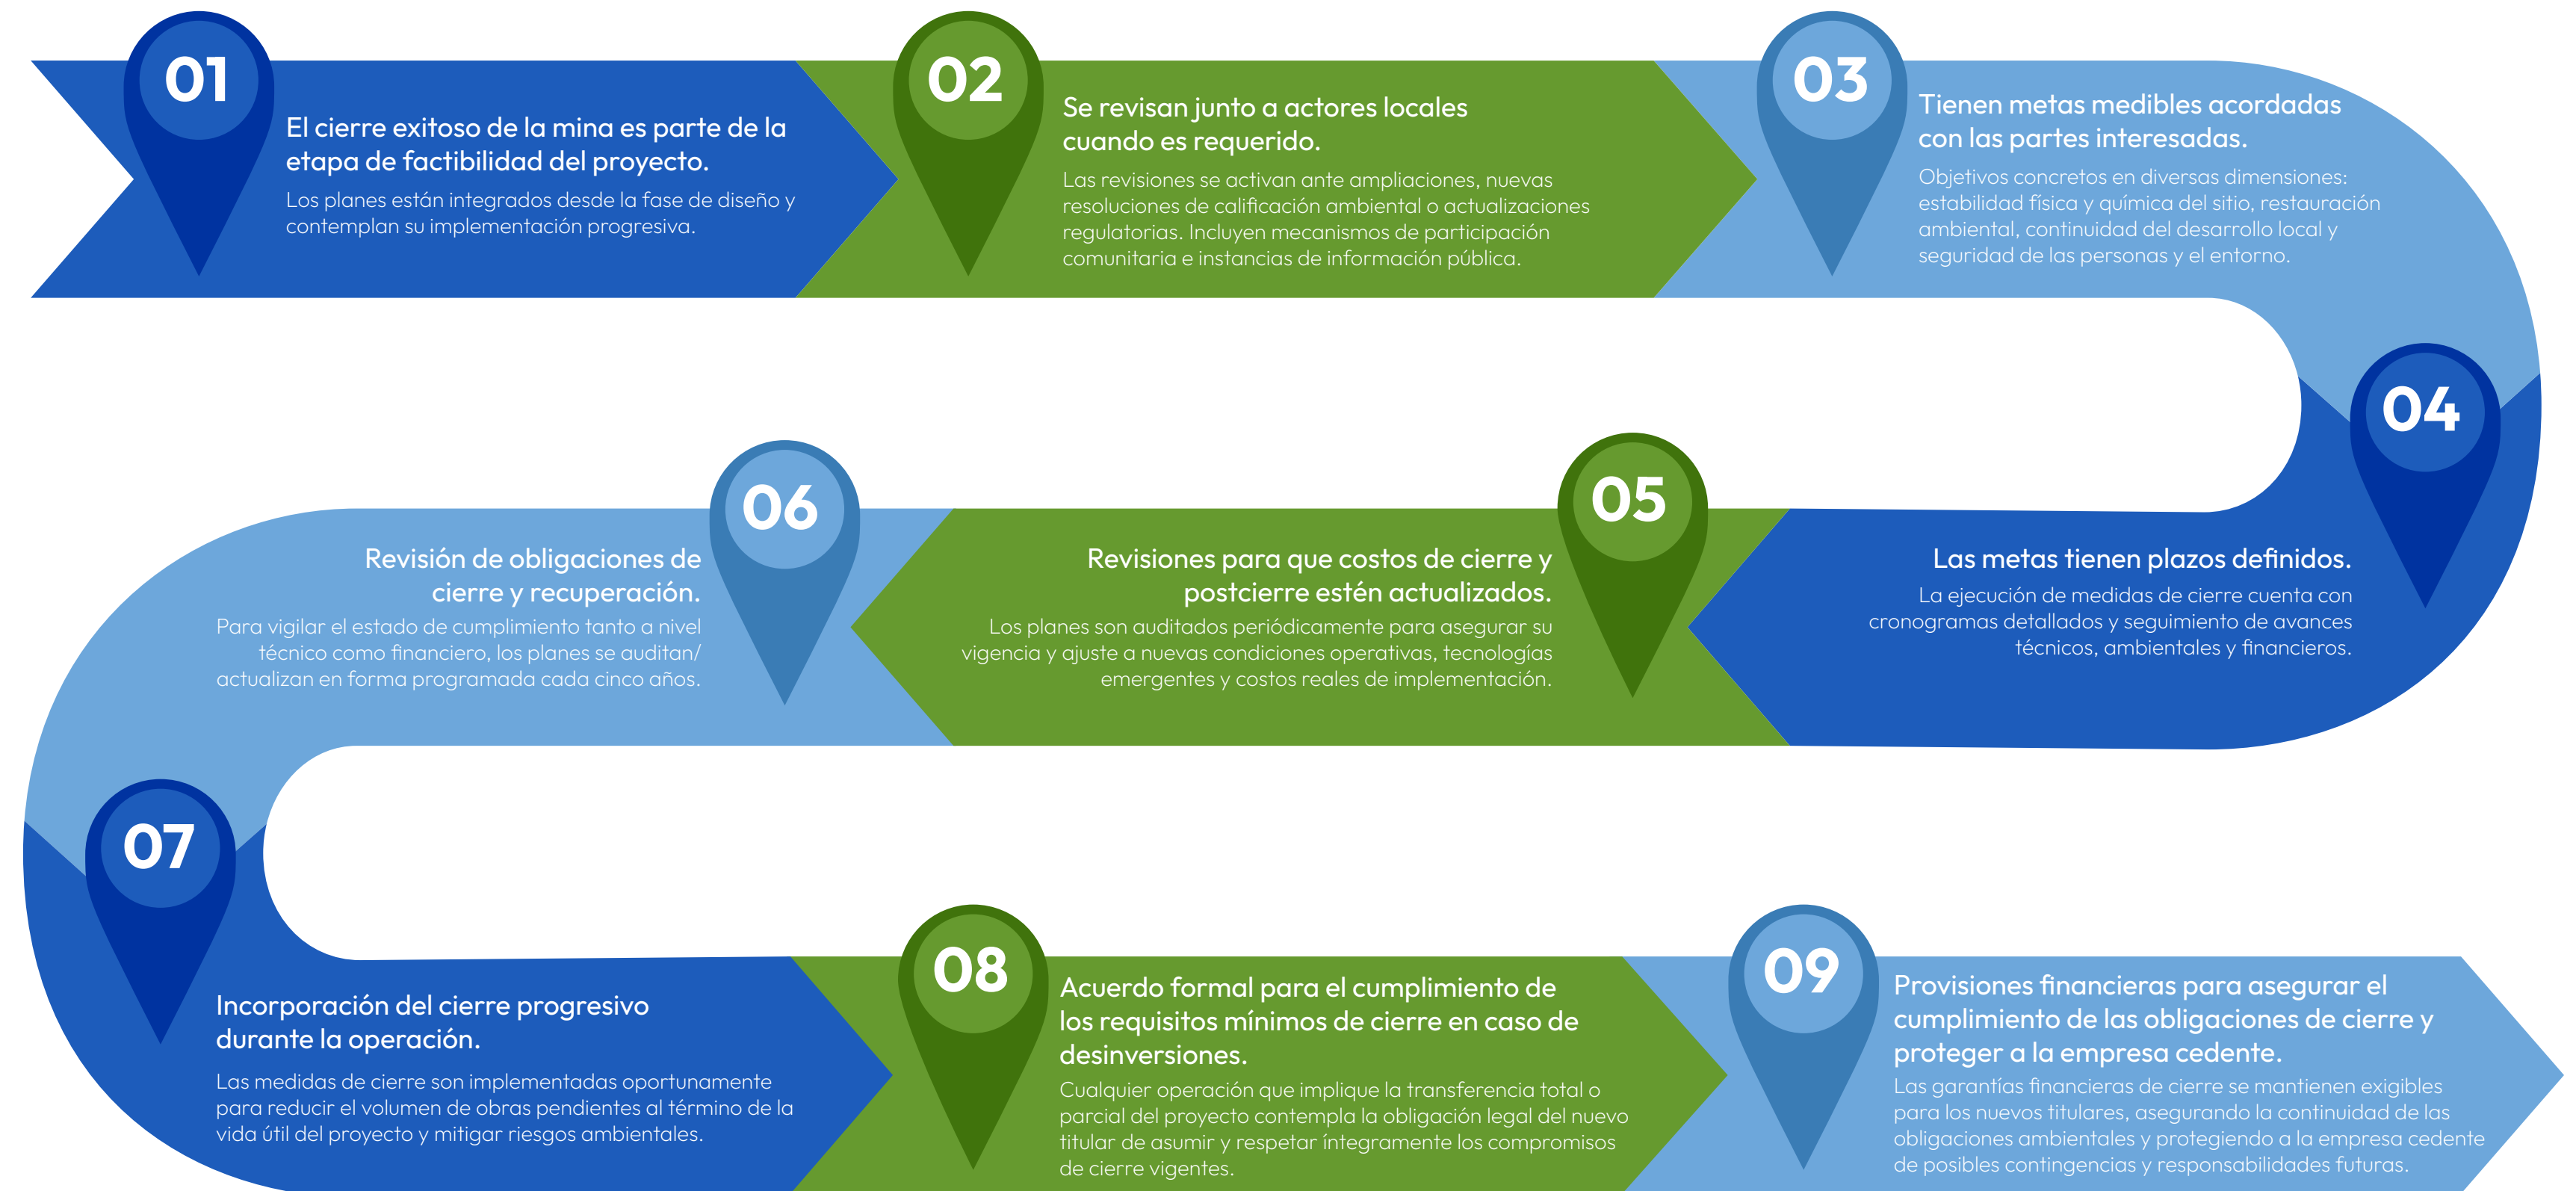 01
El cierre exitoso de la mina es parte de la
etapa de factibilidad del proyecto.
Los planes están integrados desde la fase de diseño y
contemplan su implementación progresiva.
02
Se revisan junto a actores locales
cuando es requerido.
Las revisiones se activan ante ampliaciones, nuevas
resoluciones de calificación ambiental o actualizaciones
regulatorias. Incluyen mecanismos de participación
comunitaria e instancias de información pública.
03
Tienen metas medibles acordadas
con las partes interesadas.
Objetivos concretos en diversas dimensiones:
estabilidad física y química del sitio, restauración
ambiental, continuidad del desarrollo local y
seguridad de las personas y el entorno.
04
Las metas tienen plazos definidos.
La ejecución de medidas de cierre cuenta con
cronogramas detallados y seguimiento de avances
técnicos, ambientales y financieros.
05
Revisiones para que costos de cierre y
postcierre estén actualizados.
Los planes son auditados periódicamente para asegurar su
vigencia y ajuste a nuevas condiciones operativas, tecnologías
emergentes y costos reales de implementación.
06
Revisión de obligaciones de
cierre y recuperación.
Para vigilar el estado de cumplimiento tanto a nivel
técnico como financiero, los planes se auditan/
actualizan en forma programada cada cinco años.
07
Incorporación del cierre progresivo
durante la operación.
Las medidas de cierre son implementadas oportunamente
para reducir el volumen de obras pendientes al término de la
vida útil del proyecto y mitigar riesgos ambientales.
08
Acuerdo formal para el cumplimiento de
los requisitos mínimos de cierre en caso de
desinversiones.
Cualquier operación que implique la transferencia total o
parcial del proyecto contempla la obligación legal del nuevo
titular de asumir y respetar íntegramente los compromisos
de cierre vigentes.
09
Provisiones financieras para asegurar el
cumplimiento de las obligaciones de cierre y
proteger a la empresa cedente.
Las garantías financieras de cierre se mantienen exigibles
para los nuevos titulares, asegurando la continuidad de las
obligaciones ambientales y protegiendo a la empresa cedente
de posibles contingencias y responsabilidades futuras.